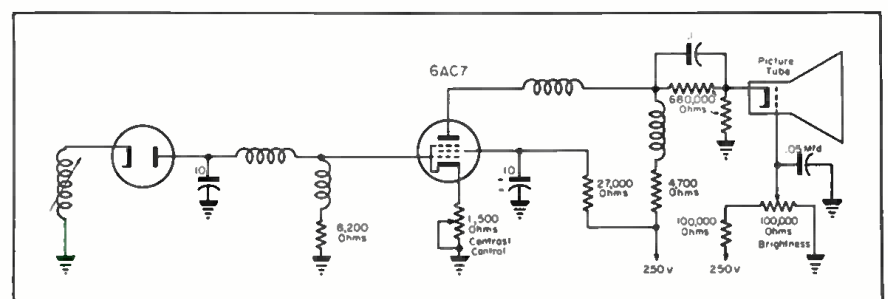 6AC7
Picture
Tube
680,000
Ohms
.05 Mfd
10
10
27,000
Ohms
4,700
Ohms
1,500
Ohms
Contrast
Control
8,200
Ohms
100,000
Ohms
100,000
Ohms
Brightness
250 v
250 v